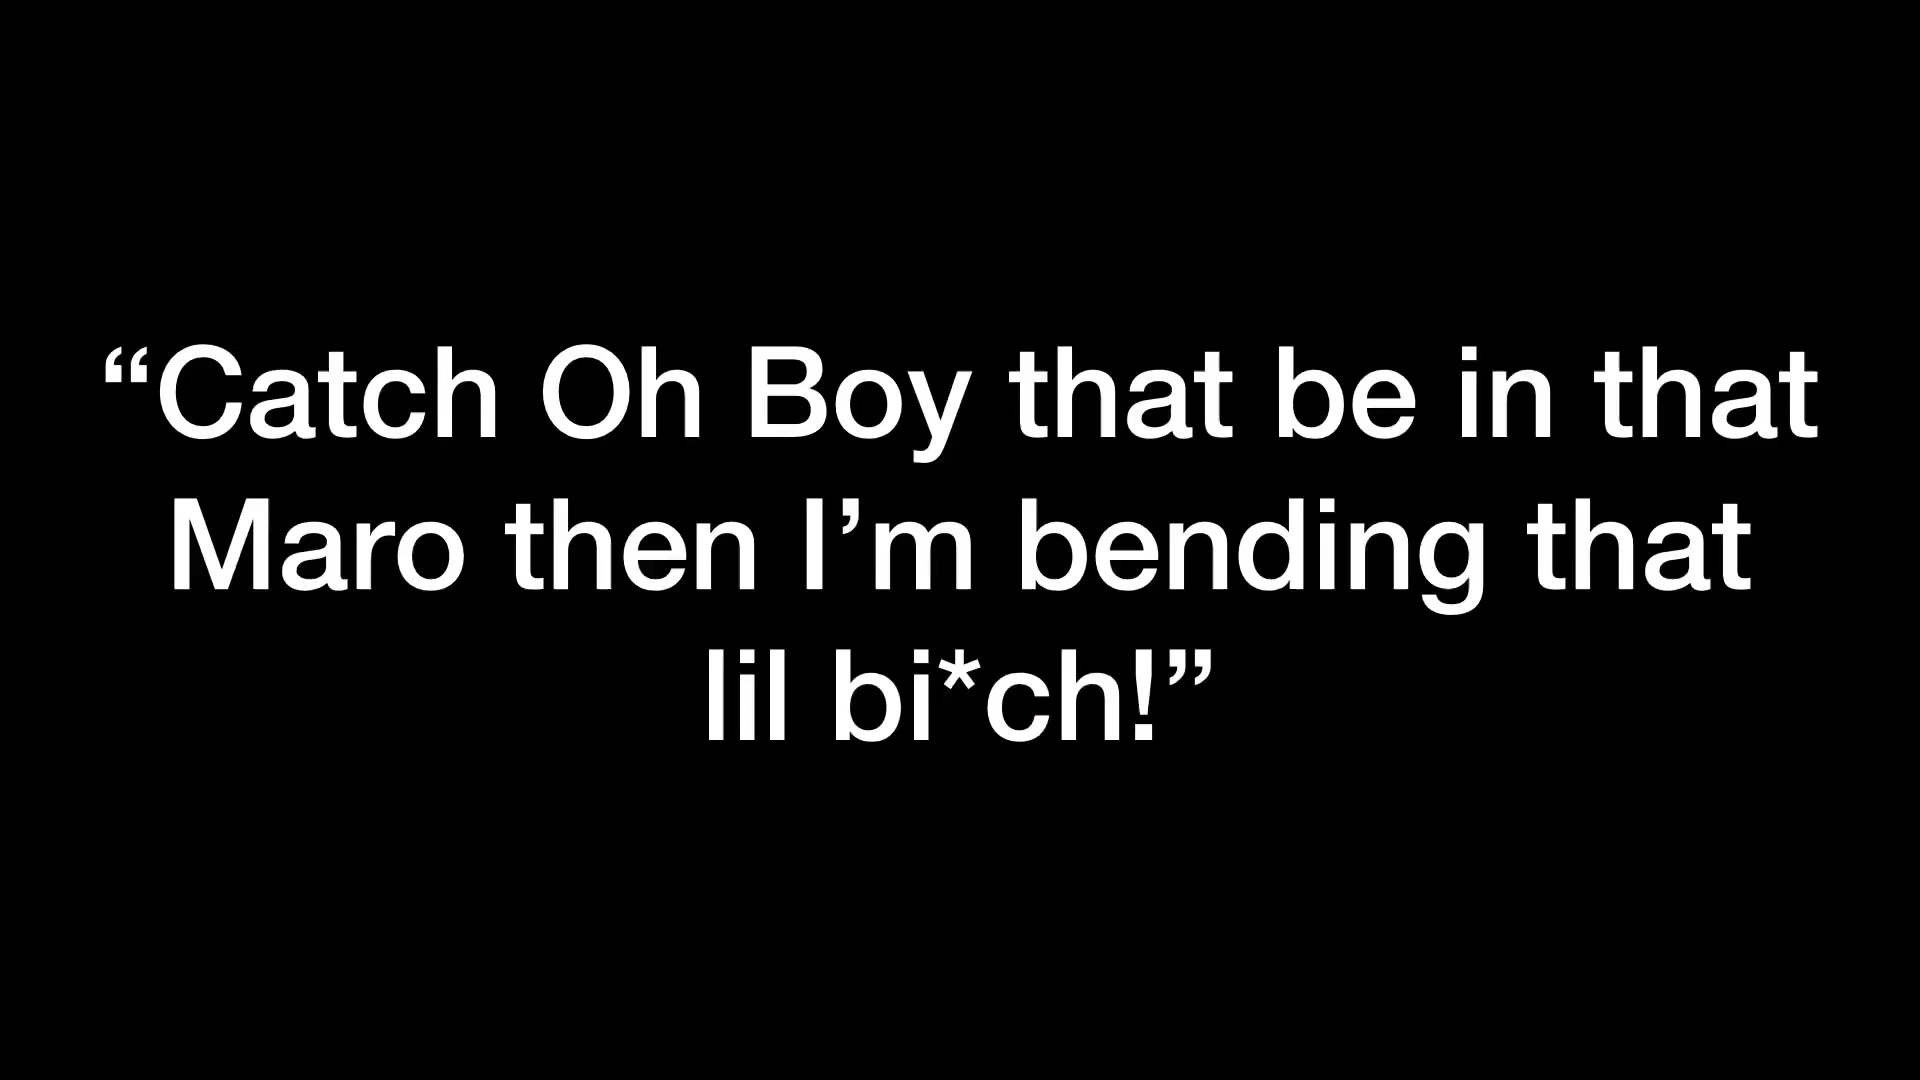 “Catch Oh Boy that be in that
Maro then I’m bending that
lil bi*ch!”